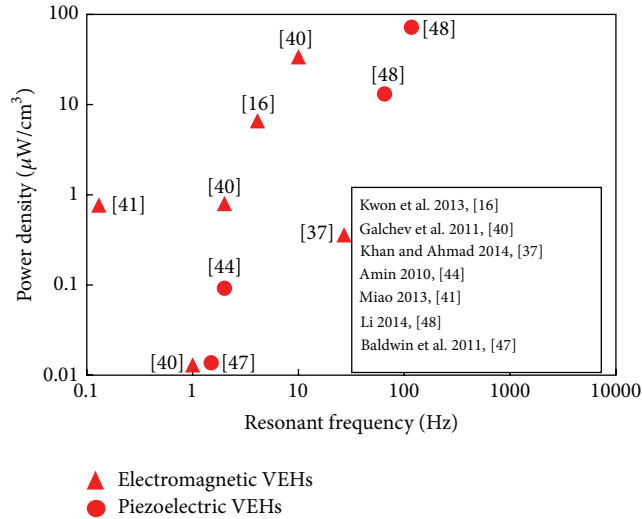 100
10
1
0.1
0.01
Power density (μW/cm³)
[40]
[48]
[48]
[16]
[41]
[40]
[37]
[44]
[40]
[47]
Kwon et al. 2013, [16]
Galchev et al. 2011, [40]
Khan and Ahmad 2014, [37]
Amin 2010, [44]
Miao 2013, [41]
Li 2014, [48]
Baldwin et al. 2011, [47]
0.1 1 10 100 1000 10000
Resonant frequency (Hz)
Electromagnetic VEHs
Piezoelectric VEHs